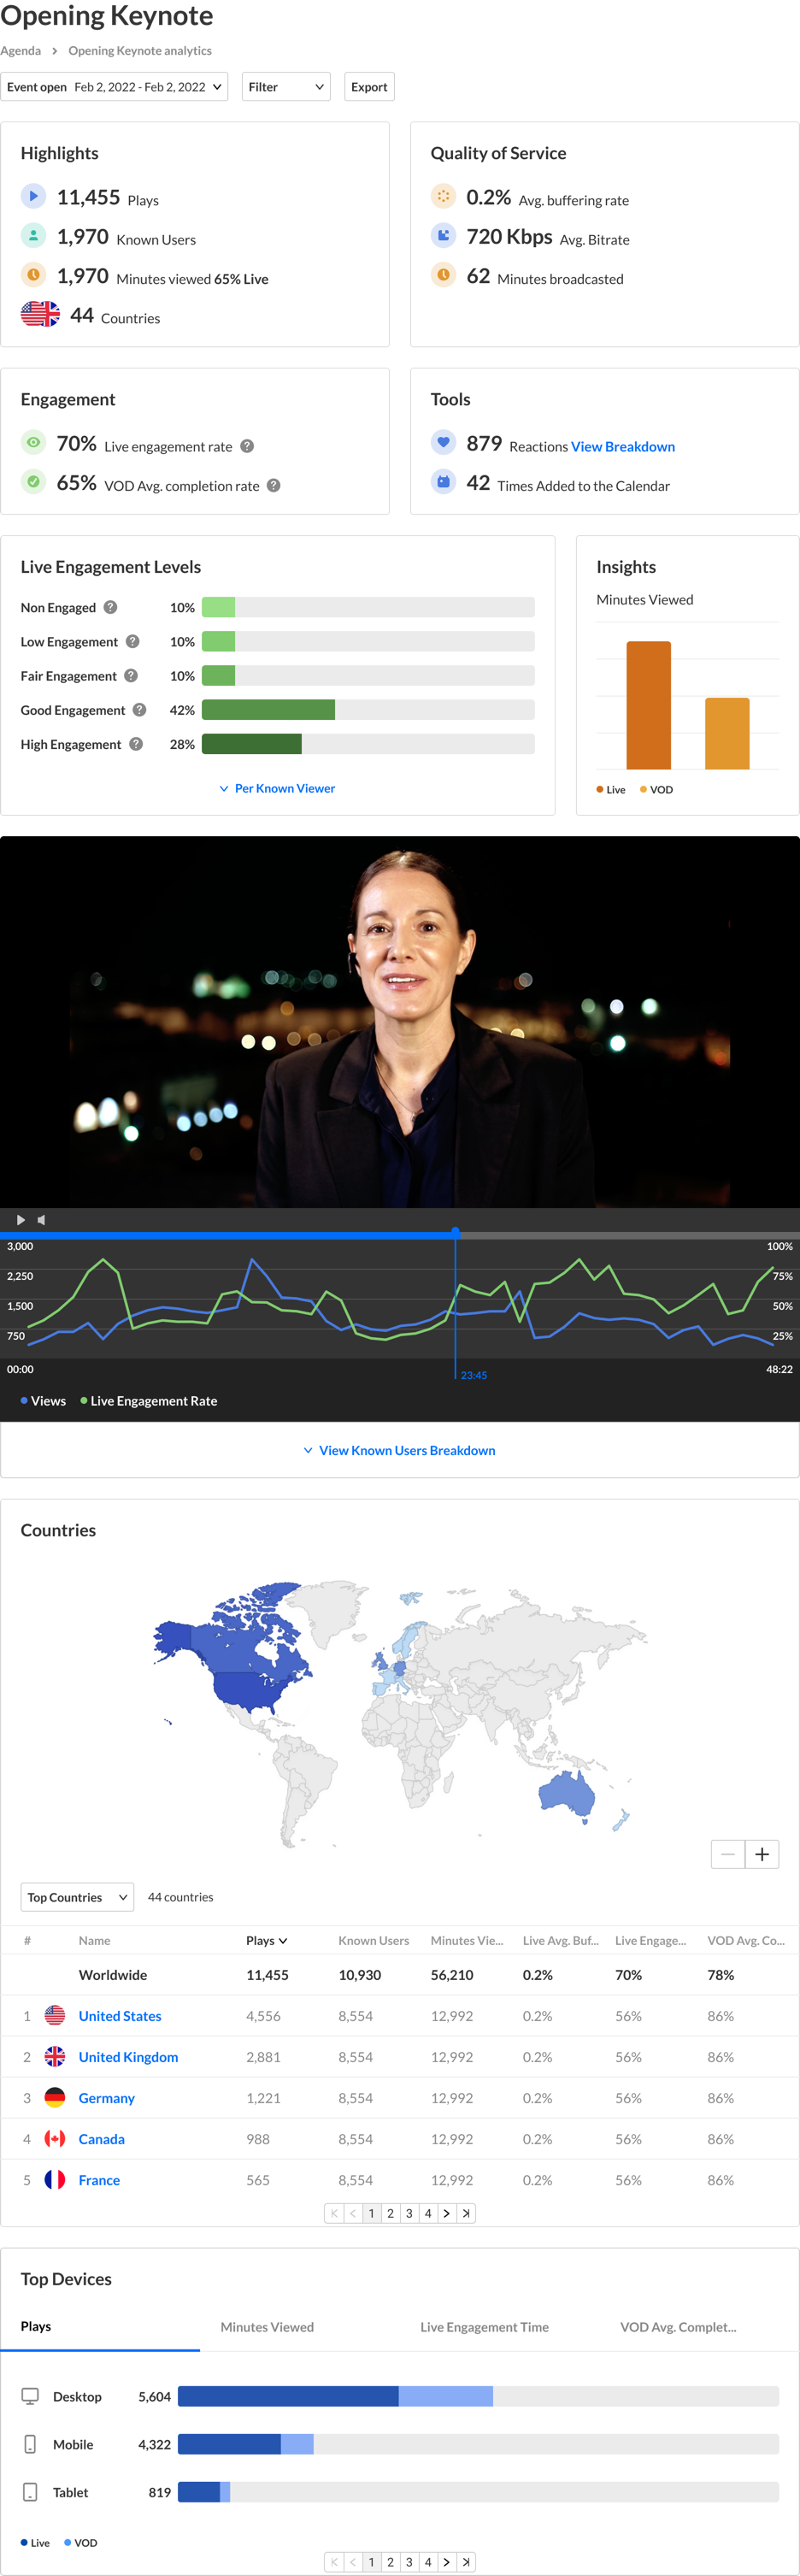 Opening Keynote
Agenda > Opening Keynote analytics
Event open Feb 2, 2022 - Feb 2, 2022
Filter
Export
Highlights
11,455 Plays
1,970 Known Users
1,970 Minutes viewed 65% Live
44 Countries
Quality of Service
0.2% Avg. buffering rate
720 Kbps Avg. Bitrate
62 Minutes broadcasted
Engagement
70% Live engagement rate ?
65% VOD Avg. completion rate ?
Tools
879 Reactions View Breakdown
42 Times Added to the Calendar
Live Engagement Levels
Non Engaged ? 10%
Low Engagement ? 10%
Fair Engagement ? 10%
Good Engagement ? 42%
High Engagement ? 28%
Per Known Viewer
Insights
Minutes Viewed
Live VOD
3,000 100%
2,250 75%
1,500 50%
750 25%
00:00 23:45 48:22
Views Live Engagement Rate
View Known Users Breakdown
Countries
− +
Top Countries 44 countries
# Name Plays Known Users Minutes Vie... Live Avg. Buf... Live Engage... VOD Avg. Co...
Worldwide 11,455 10,930 56,210 0.2% 70% 78%
1 United States 4,556 8,554 12,992 0.2% 56% 86%
2 United Kingdom 2,881 8,554 12,992 0.2% 56% 86%
3 Germany 1,221 8,554 12,992 0.2% 56% 86%
4 Canada 988 8,554 12,992 0.2% 56% 86%
5 France 565 8,554 12,992 0.2% 56% 86%
1 2 3 4
Top Devices
Plays Minutes Viewed Live Engagement Time VOD Avg. Complet...
Desktop 5,604
Mobile 4,322
Tablet 819
Live VOD
1 2 3 4